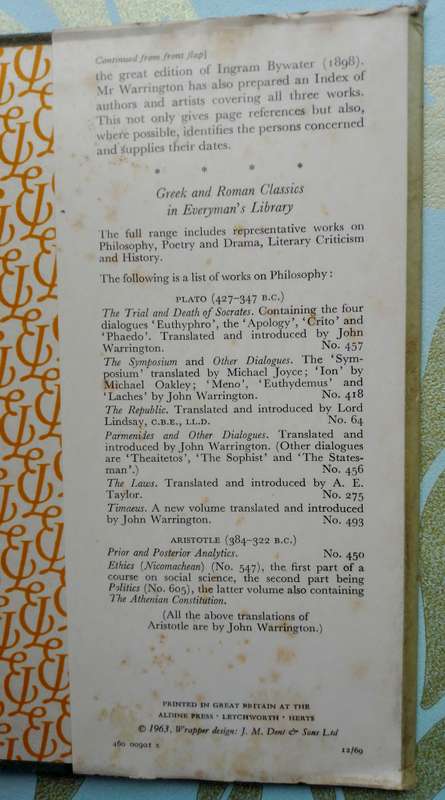 Continued from front flap]
the great edition of Ingram Bywater (1898).
Mr Warrington has also prepared an Index of
authors and artists covering all three works.
This not only gives page references but also,
where possible, identifies the persons concerned
and supplies their dates.
* * * *
Greek and Roman Classics
in Everyman's Library
The full range includes representative works on
Philosophy, Poetry and Drama, Literary Criticism
and History.
The following is a list of works on Philosophy:
PLATO (427–347 B.C.)
The Trial and Death of Socrates. Containing the four
dialogues 'Euthyphro', the 'Apology', 'Crito' and
'Phaedo'. Translated and introduced by John
Warrington. No. 457
The Symposium and Other Dialogues. The 'Sym-
posium' translated by Michael Joyce; 'Ion' by
Michael Oakley; 'Meno', 'Euthydemus' and
'Laches' by John Warrington. No. 418
The Republic. Translated and introduced by Lord
Lindsay, C.B.E., LL.D. No. 64
Parmenides and Other Dialogues. Translated and
introduced by John Warrington. (Other dialogues
are 'Theaitetos', 'The Sophist' and 'The States-
man'.) No. 456
The Laws. Translated and introduced by A. E.
Taylor. No. 275
Timaeus. A new volume translated and introduced
by John Warrington. No. 493
ARISTOTLE (384–322 B.C.)
Prior and Posterior Analytics. No. 450
Ethics (Nicomachean) (No. 547), the first part of a
course on social science, the second part being
Politics (No. 605), the latter volume also containing
The Athenian Constitution.
(All the above translations of
Aristotle are by John Warrington.)
PRINTED IN GREAT BRITAIN AT THE
ALDINE PRESS · LETCHWORTH · HERTS
© 1963, Wrapper design: J. M. Dent & Sons Ltd
460 00901 x 12/69